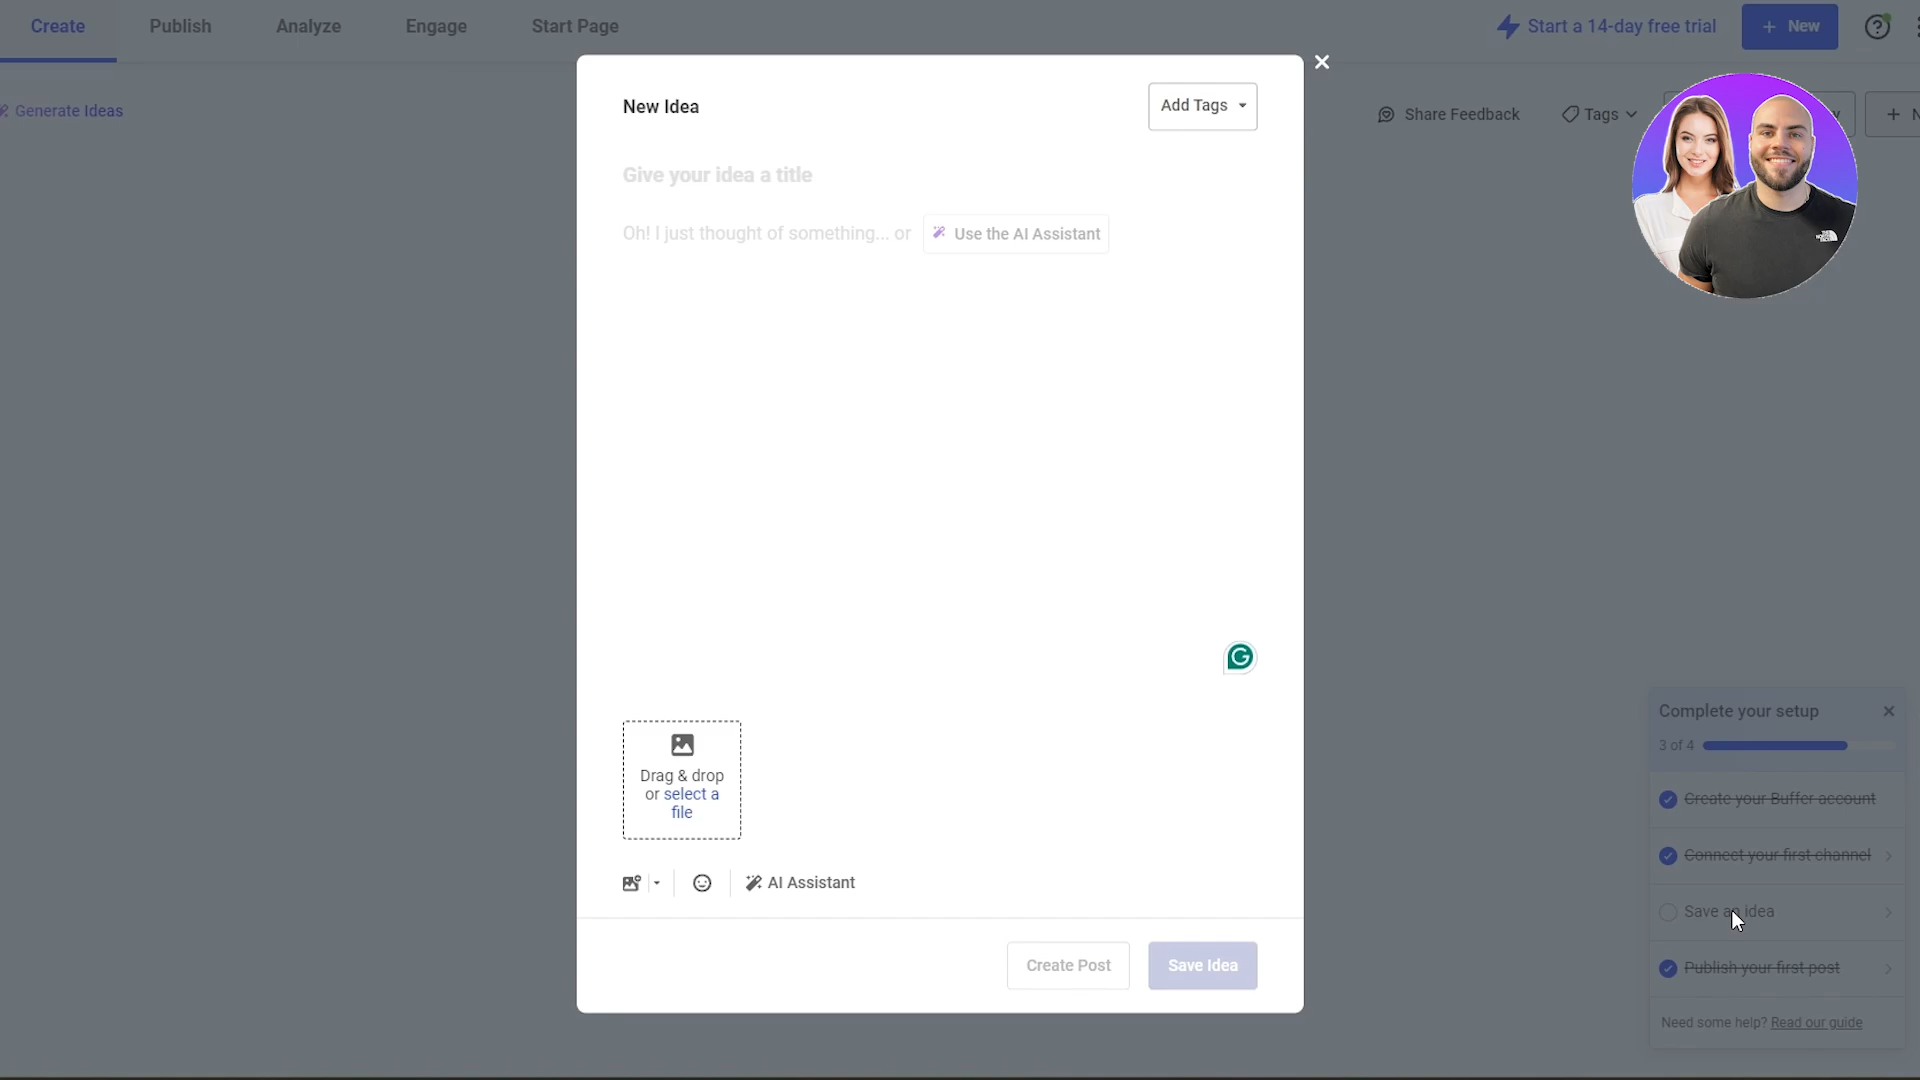 Create
Publish
Analyze
Engage
Start Page
Start a 14-day free trial
+ New
Generate Ideas
Share Feedback
Tags
New Idea
Add Tags
Give your idea a title
Oh! I just thought of something... or
Use the AI Assistant
Drag & drop
or select a
file
AI Assistant
Create Post
Save Idea
Complete your setup
3 of 4
Create your Buffer account
Connect your first channel
Save an idea
Publish your first post
Need some help? Read our guide